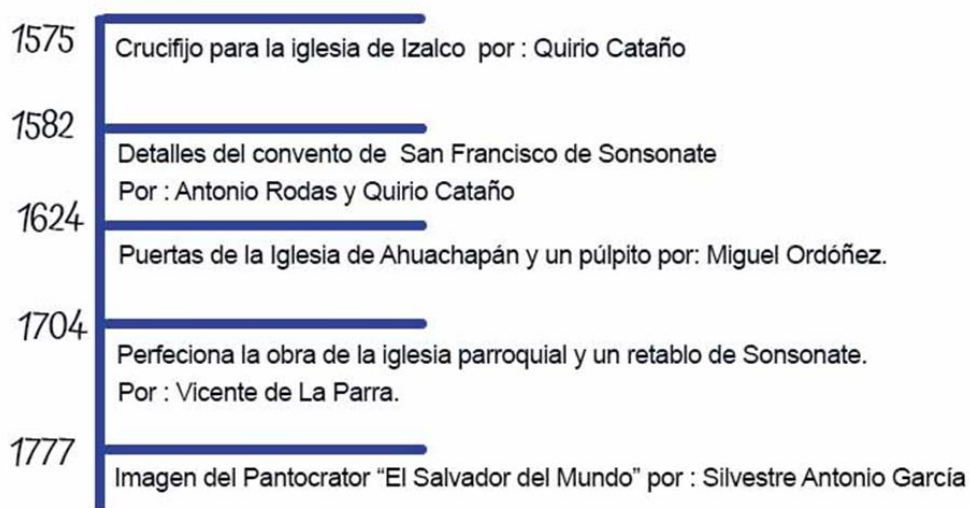 1575
Crucifijo para la iglesia de Izalco por : Quirio Cataño
1582
Detalles del convento de San Francisco de Sonsonate
Por : Antonio Rodas y Quirio Cataño
1624
Puertas de la Iglesia de Ahuachapán y un púlpito por: Miguel Ordóñez.
1704
Perfeciona la obra de la iglesia parroquial y un retablo de Sonsonate.
Por : Vicente de La Parra.
1777
Imagen del Pantocrator “El Salvador del Mundo” por : Silvestre Antonio García